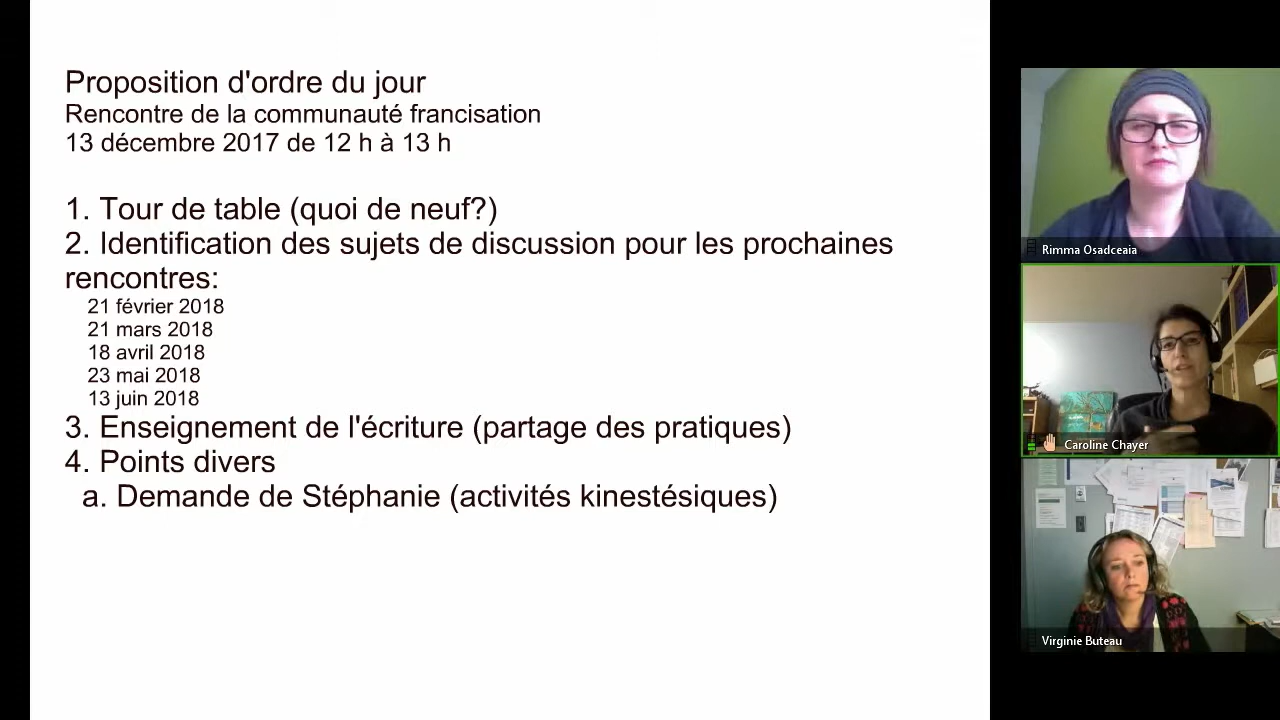 Proposition d'ordre du jour
Rencontre de la communauté francisation
13 décembre 2017 de 12 h à 13 h
1. Tour de table (quoi de neuf?)
2. Identification des sujets de discussion pour les prochaines
rencontres:
21 février 2018
21 mars 2018
18 avril 2018
23 mai 2018
13 juin 2018
3. Enseignement de l'écriture (partage des pratiques)
4. Points divers
a. Demande de Stéphanie (activités kinestésiques)
Rimma Osadceaia
Caroline Chayer
Virginie Buteau